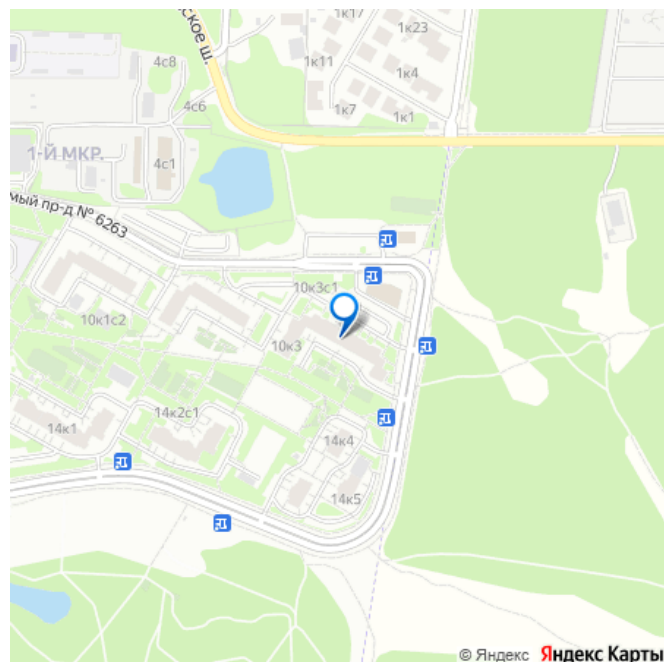 1к17
1к23
ское ш.
1к11
4с8
1к4
4с6
1к7
1к1
1-Й МКР.
4с1
мый пр-д № 6263
10к3с1
10к1с2
10к3
14к2с1
14к1
14к4
14к5
© Яндекс Яндекс Карты